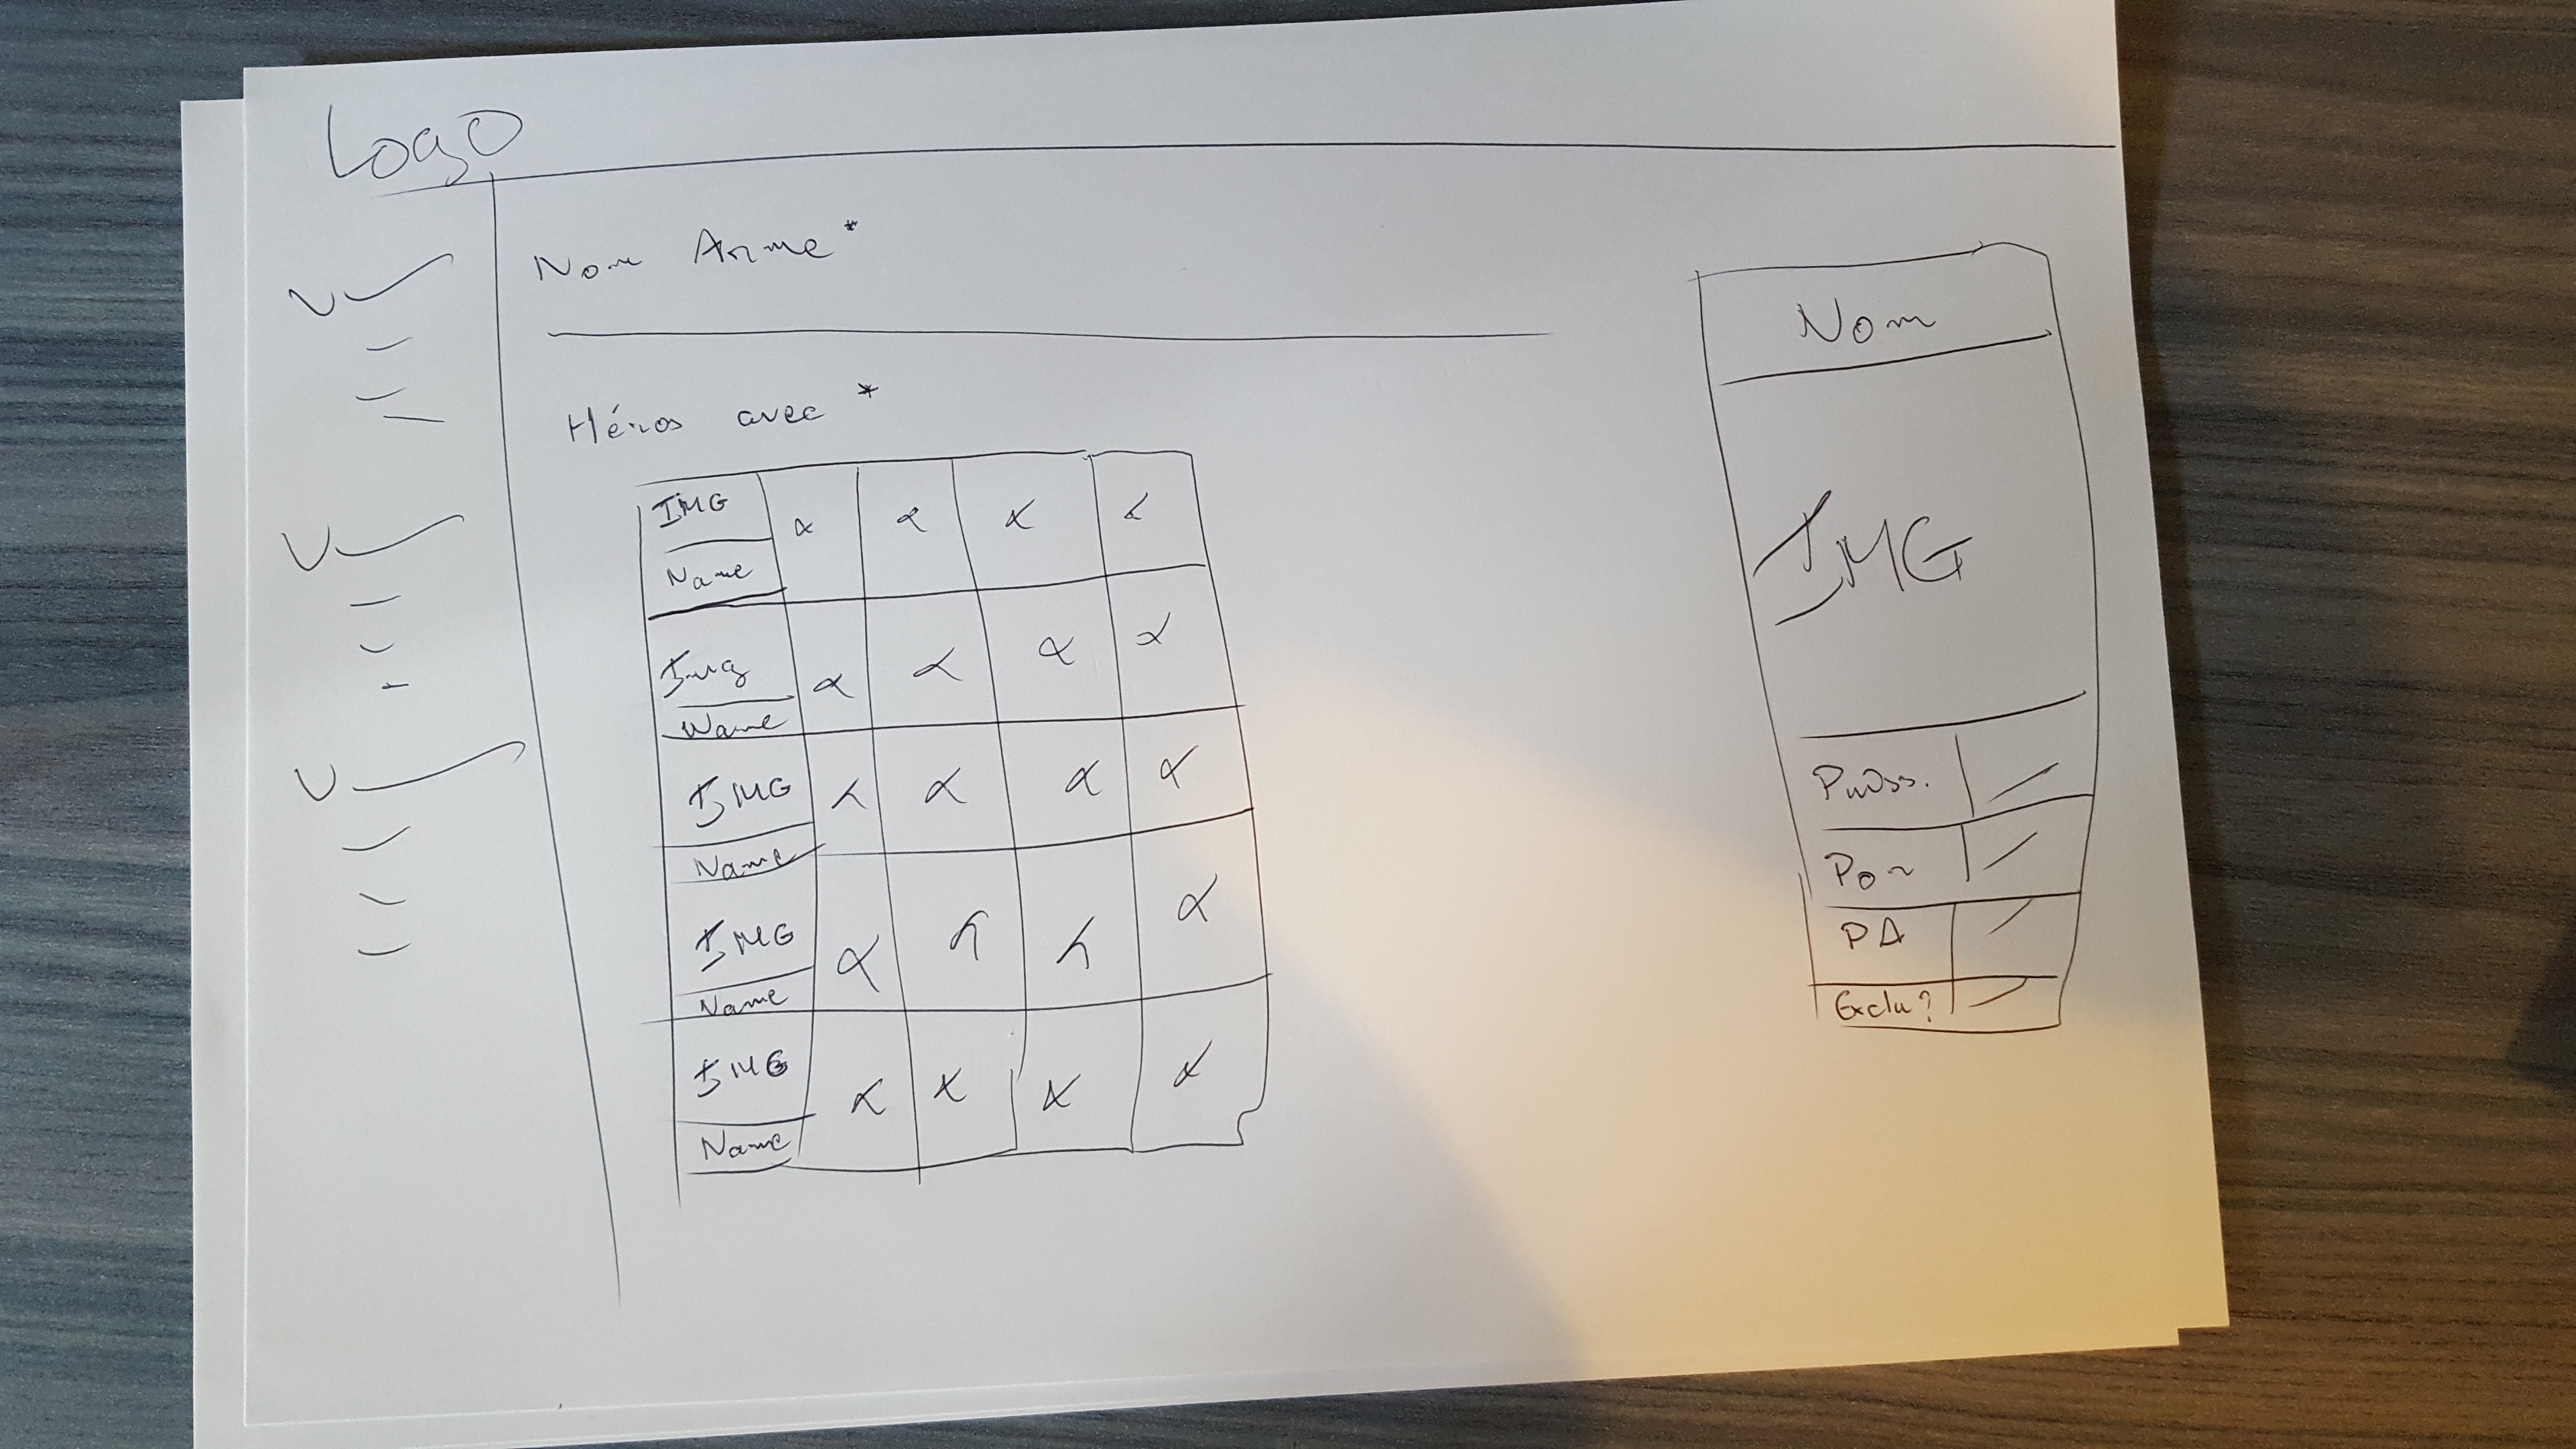 Logo
Nom Arme*
Héros avec *
IMG x x x x
Name
Img x x x x
Name
IMG x x x x
Name
IMG x x x x
Name
IMG x x x x
Name
Nom
IMG
Puiss.
Por
PA
Exclu?